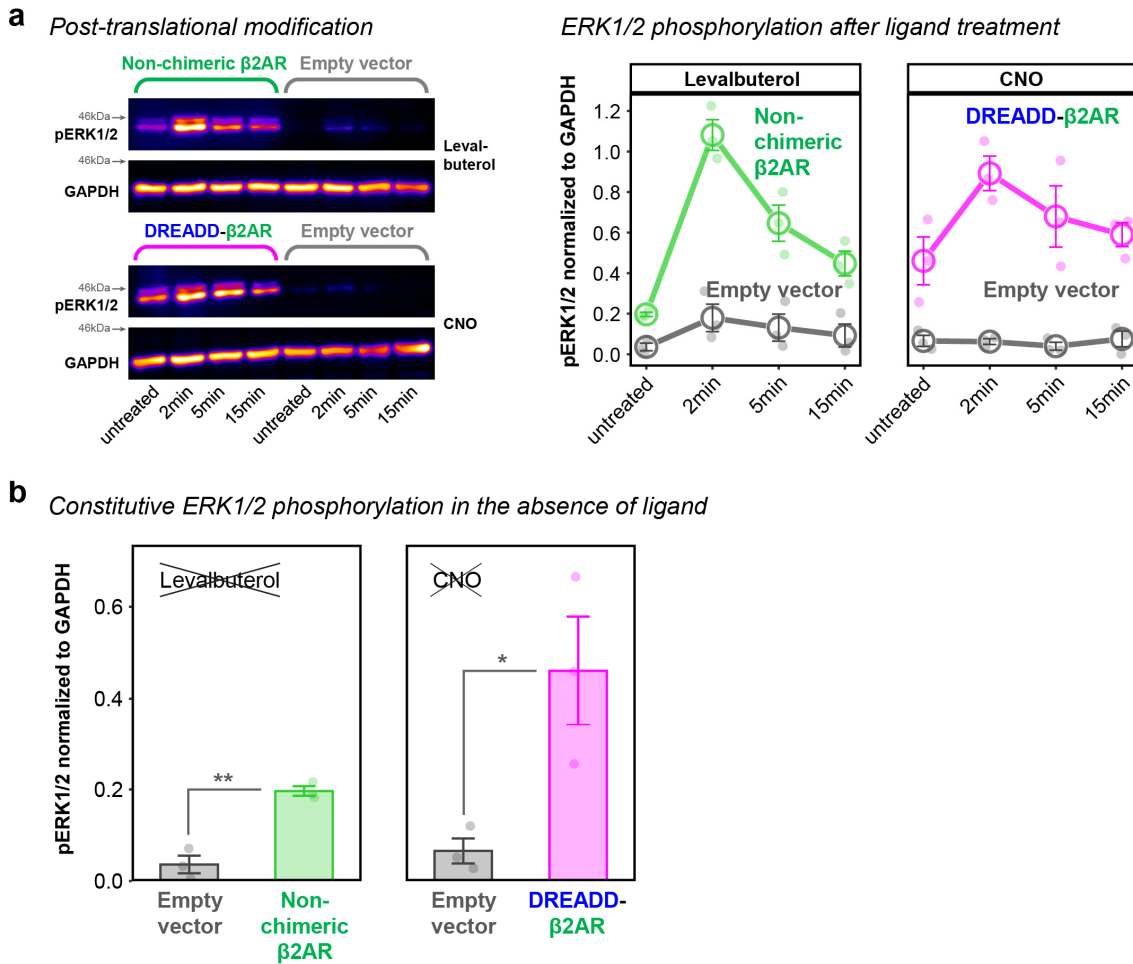 a
Post-translational modification
Non-chimeric β2AR Empty vector
46kDa
pERK1/2
46kDa
GAPDH
Leval-
buterol
DREADD-β2AR Empty vector
46kDa
pERK1/2
46kDa
GAPDH
CNO
untreated 2min 5min 15min untreated 2min 5min 15min
ERK1/2 phosphorylation after ligand treatment
pERK1/2 normalized to GAPDH
Levalbuterol
1.2
1.0
0.8
0.6
0.4
0.2
0.0
Non-
chimeric
β2AR
Empty vector
untreated 2min 5min 15min
CNO
DREADD-β2AR
Empty vector
untreated 2min 5min 15min
b
Constitutive ERK1/2 phosphorylation in the absence of ligand
pERK1/2 normalized to GAPDH
0.6
0.4
0.2
0.0
Levalbuterol
**
Empty
vector
Non-
chimeric
β2AR
CNO
*
Empty
vector
DREADD-
β2AR